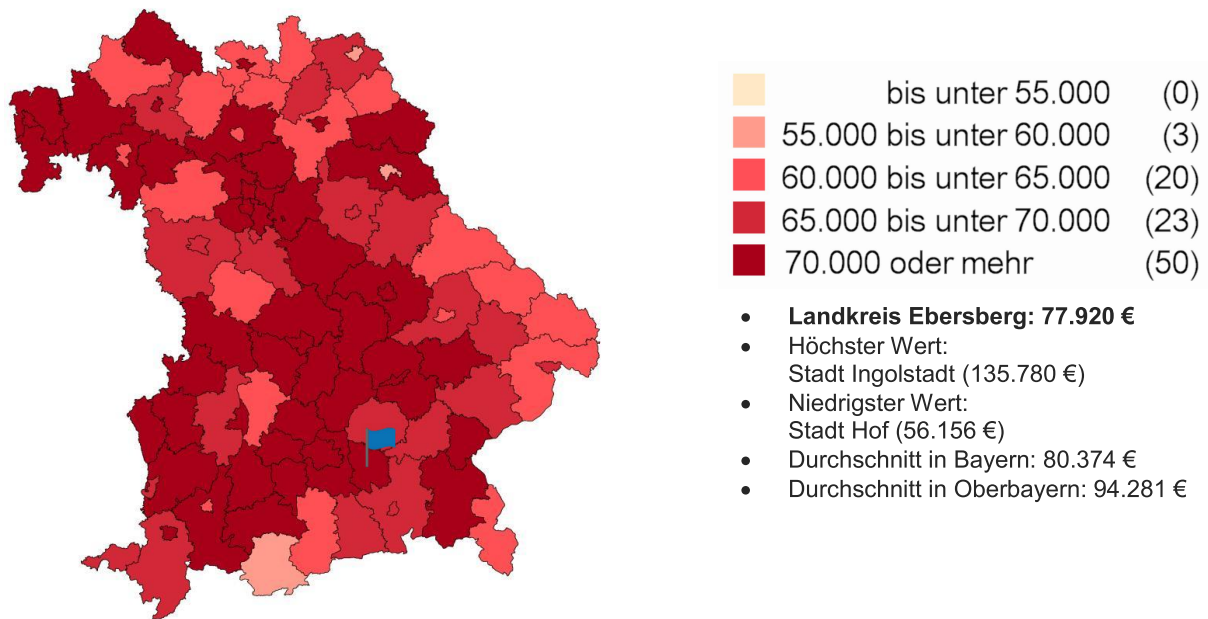 bis unter 55.000 (0)
55.000 bis unter 60.000 (3)
60.000 bis unter 65.000 (20)
65.000 bis unter 70.000 (23)
70.000 oder mehr (50)
• Landkreis Ebersberg: 77.920 €
• Höchster Wert:
Stadt Ingolstadt (135.780 €)
• Niedrigster Wert:
Stadt Hof (56.156 €)
• Durchschnitt in Bayern: 80.374 €
• Durchschnitt in Oberbayern: 94.281 €